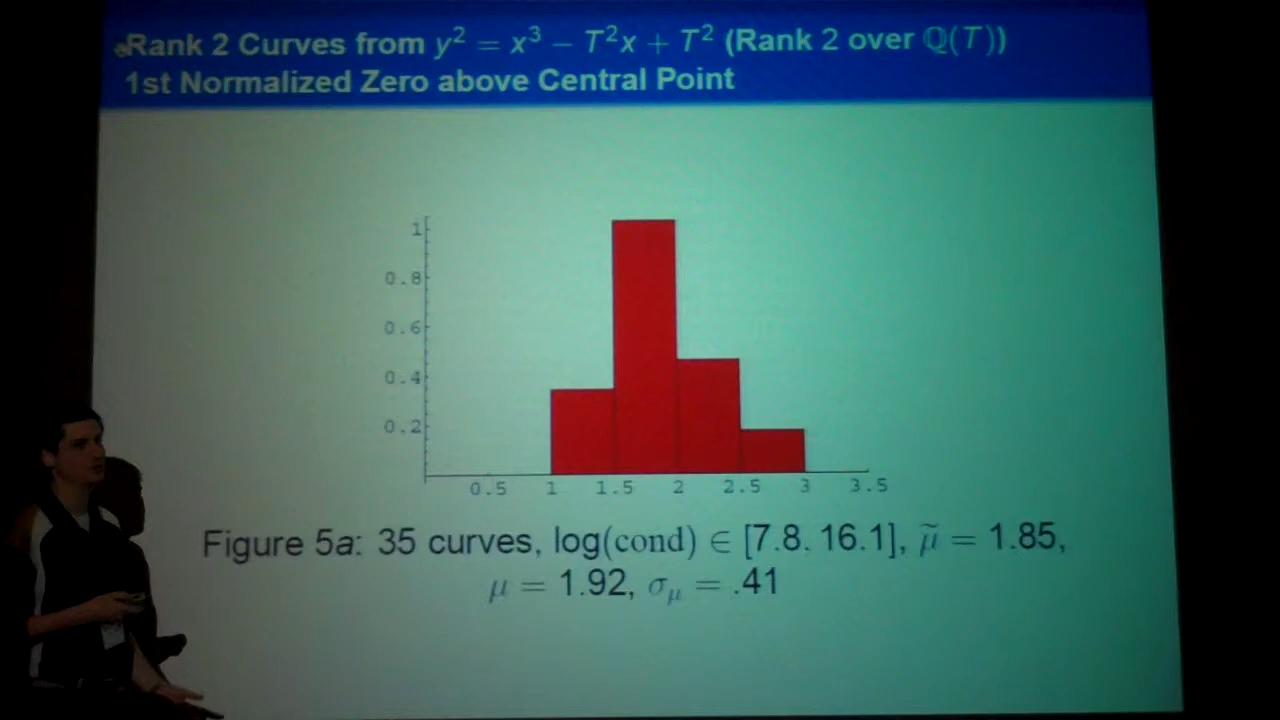 Rank 2 Curves from y² = x³ − T²x + T² (Rank 2 over ℚ(T))
1st Normalized Zero above Central Point
1
0.8
0.6
0.4
0.2
0.5 1 1.5 2 2.5 3 3.5
Figure 5a: 35 curves, log(cond) ∈ [7.8, 16.1], μ̃ = 1.85,
μ = 1.92, σ_μ = .41